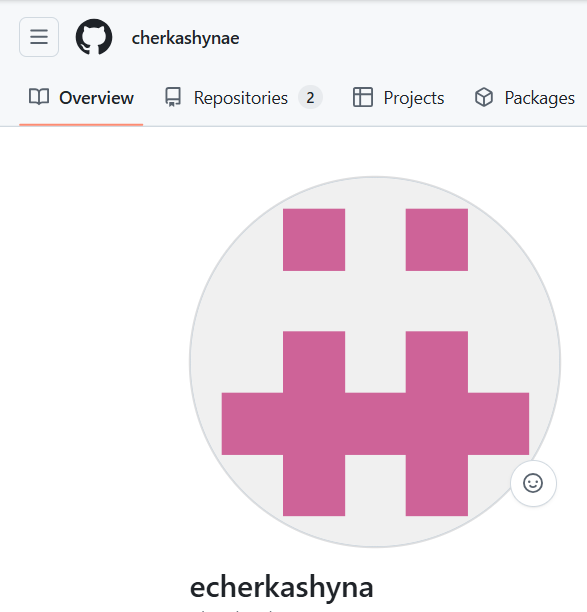 cherkashynae
Overview Repositories 2 Projects Packages
echerkashyna